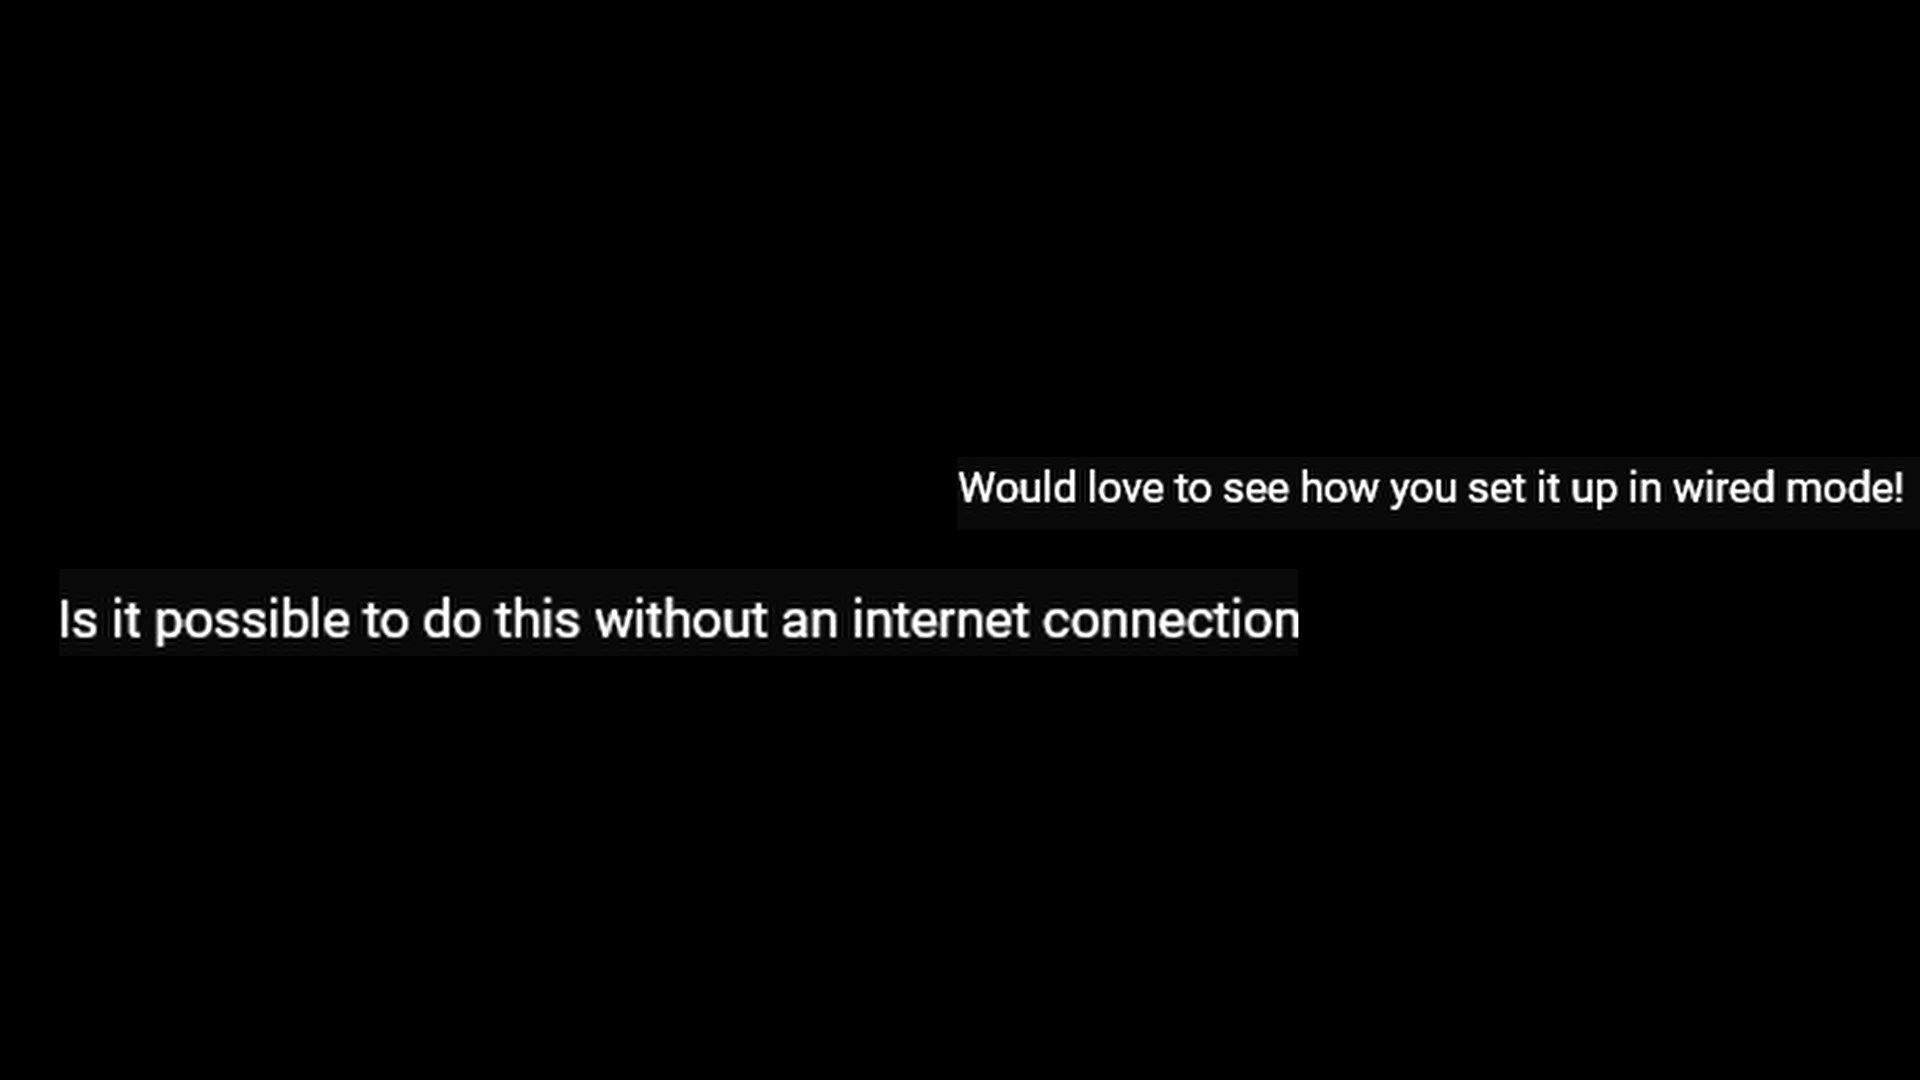 Would love to see how you set it up in wired mode!
Is it possible to do this without an internet connection